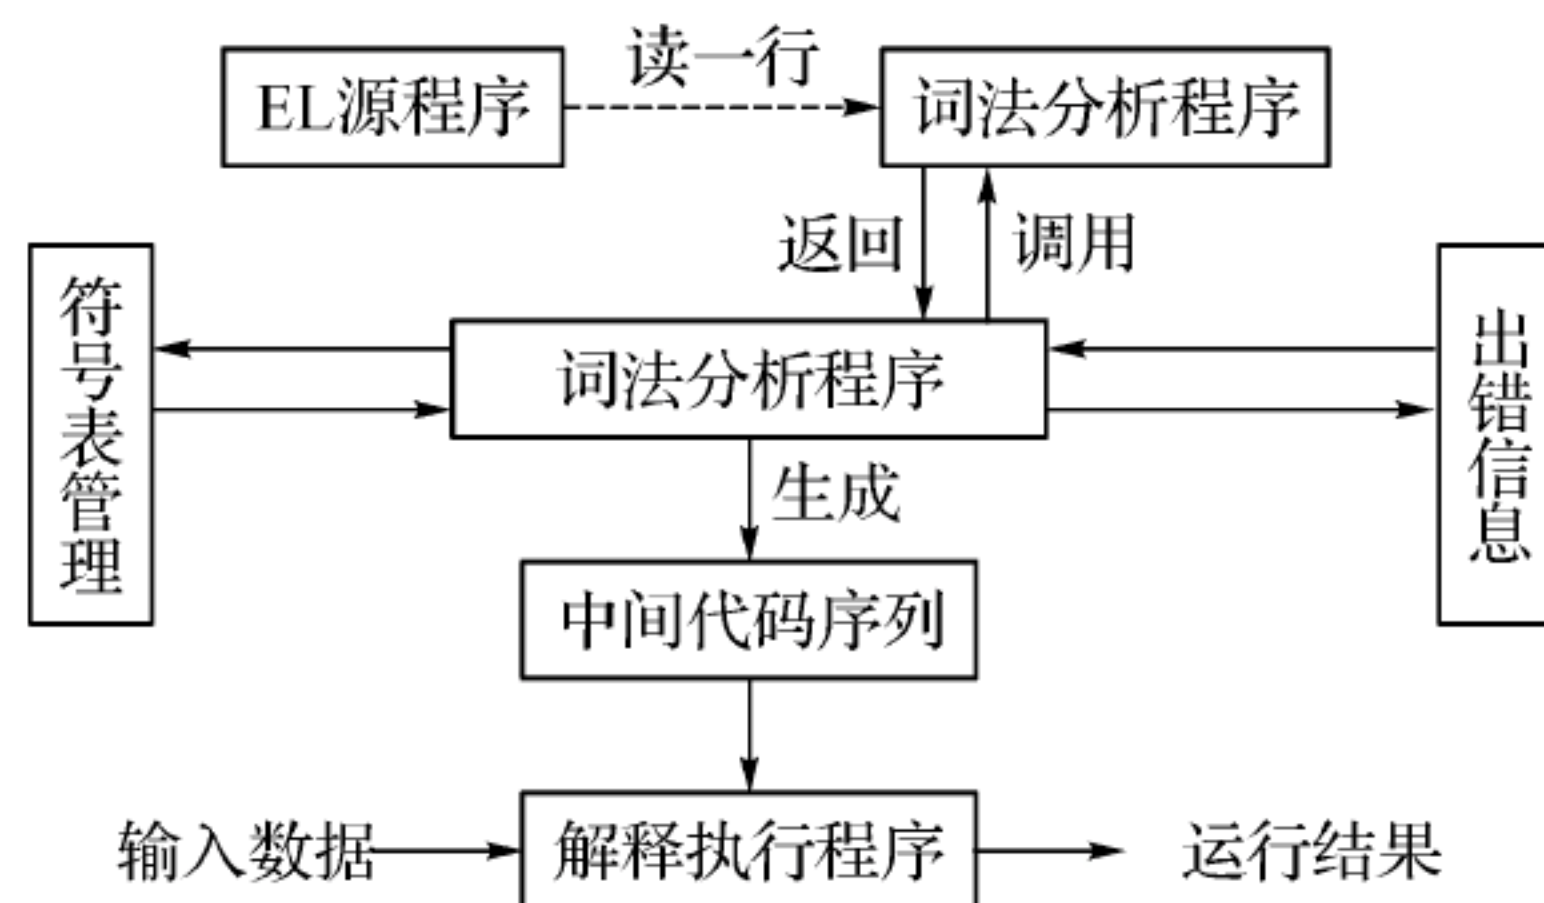 读一行
EL源程序
词法分析程序
返回
调用
符号表管理
词法分析程序
出错信息
生成
中间代码序列
输入数据
解释执行程序
运行结果